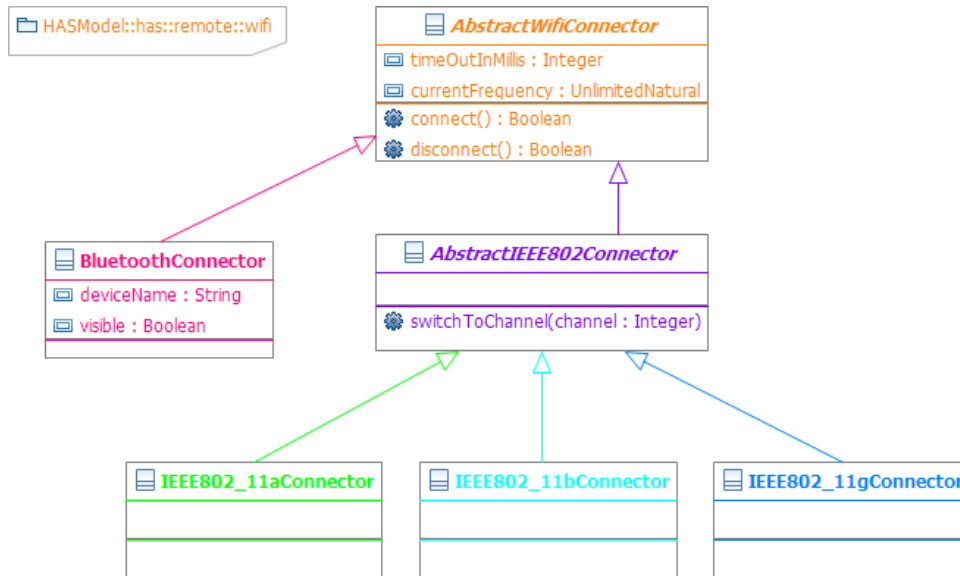 HASModel::has::remote::wifi
AbstractWifiConnector
timeOutInMillis : Integer
currentFrequency : UnlimitedNatural
connect() : Boolean
disconnect() : Boolean
BluetoothConnector
deviceName : String
visible : Boolean
AbstractIEEE802Connector
switchToChannel(channel : Integer)
IEEE802_11aConnector
IEEE802_11bConnector
IEEE802_11gConnector